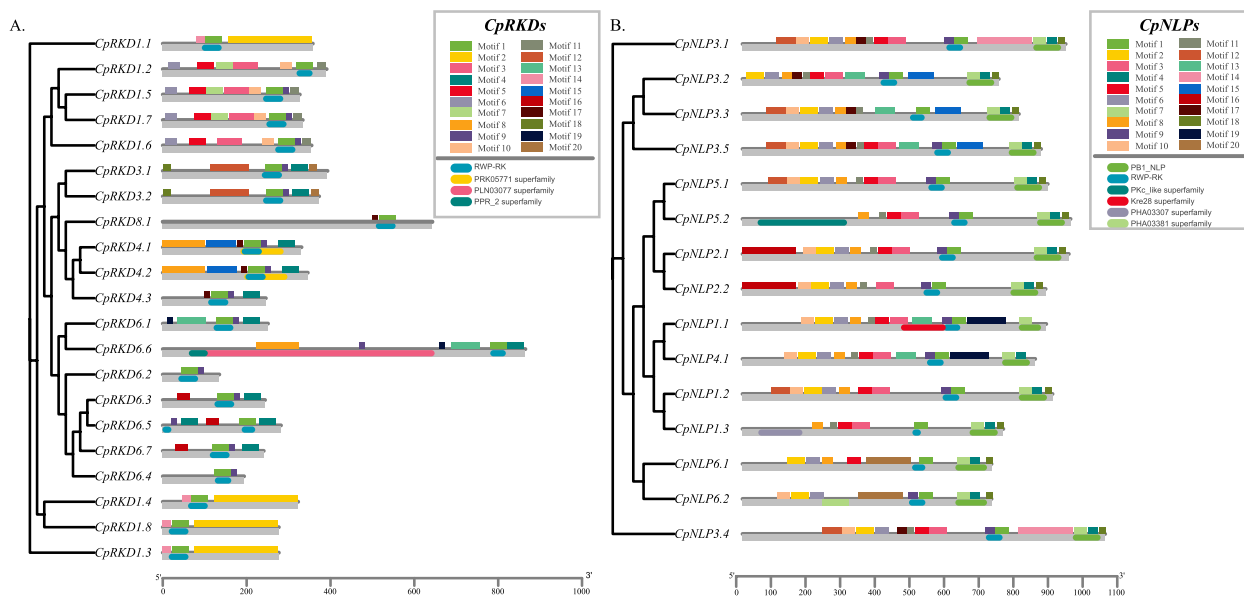 A.
CpRKD1.1
CpRKD1.2
CpRKD1.5
CpRKD1.7
CpRKD1.6
CpRKD3.1
CpRKD3.2
CpRKD8.1
CpRKD4.1
CpRKD4.2
CpRKD4.3
CpRKD6.1
CpRKD6.6
CpRKD6.2
CpRKD6.3
CpRKD6.5
CpRKD6.7
CpRKD6.4
CpRKD1.4
CpRKD1.8
CpRKD1.3
5' 3'
0 200 400 600 800 1000
CpRKDs
Motif 1 Motif 11
Motif 2 Motif 12
Motif 3 Motif 13
Motif 4 Motif 14
Motif 5 Motif 15
Motif 6 Motif 16
Motif 7 Motif 17
Motif 8 Motif 18
Motif 9 Motif 19
Motif 10 Motif 20
RWP-RK
PRK05771 superfamily
PLN03077 superfamily
PPR_2 superfamily
B.
CpNLP3.1
CpNLP3.2
CpNLP3.3
CpNLP3.5
CpNLP5.1
CpNLP5.2
CpNLP2.1
CpNLP2.2
CpNLP1.1
CpNLP4.1
CpNLP1.2
CpNLP1.3
CpNLP6.1
CpNLP6.2
CpNLP3.4
5' 3'
0 100 200 300 400 500 600 700 800 900 1000 1100
CpNLPs
Motif 1 Motif 11
Motif 2 Motif 12
Motif 3 Motif 13
Motif 4 Motif 14
Motif 5 Motif 15
Motif 6 Motif 16
Motif 7 Motif 17
Motif 8 Motif 18
Motif 9 Motif 19
Motif 10 Motif 20
PB1_NLP
RWP-RK
PKc_like superfamily
Kre28 superfamily
PHA03307 superfamily
PHA03381 superfamily